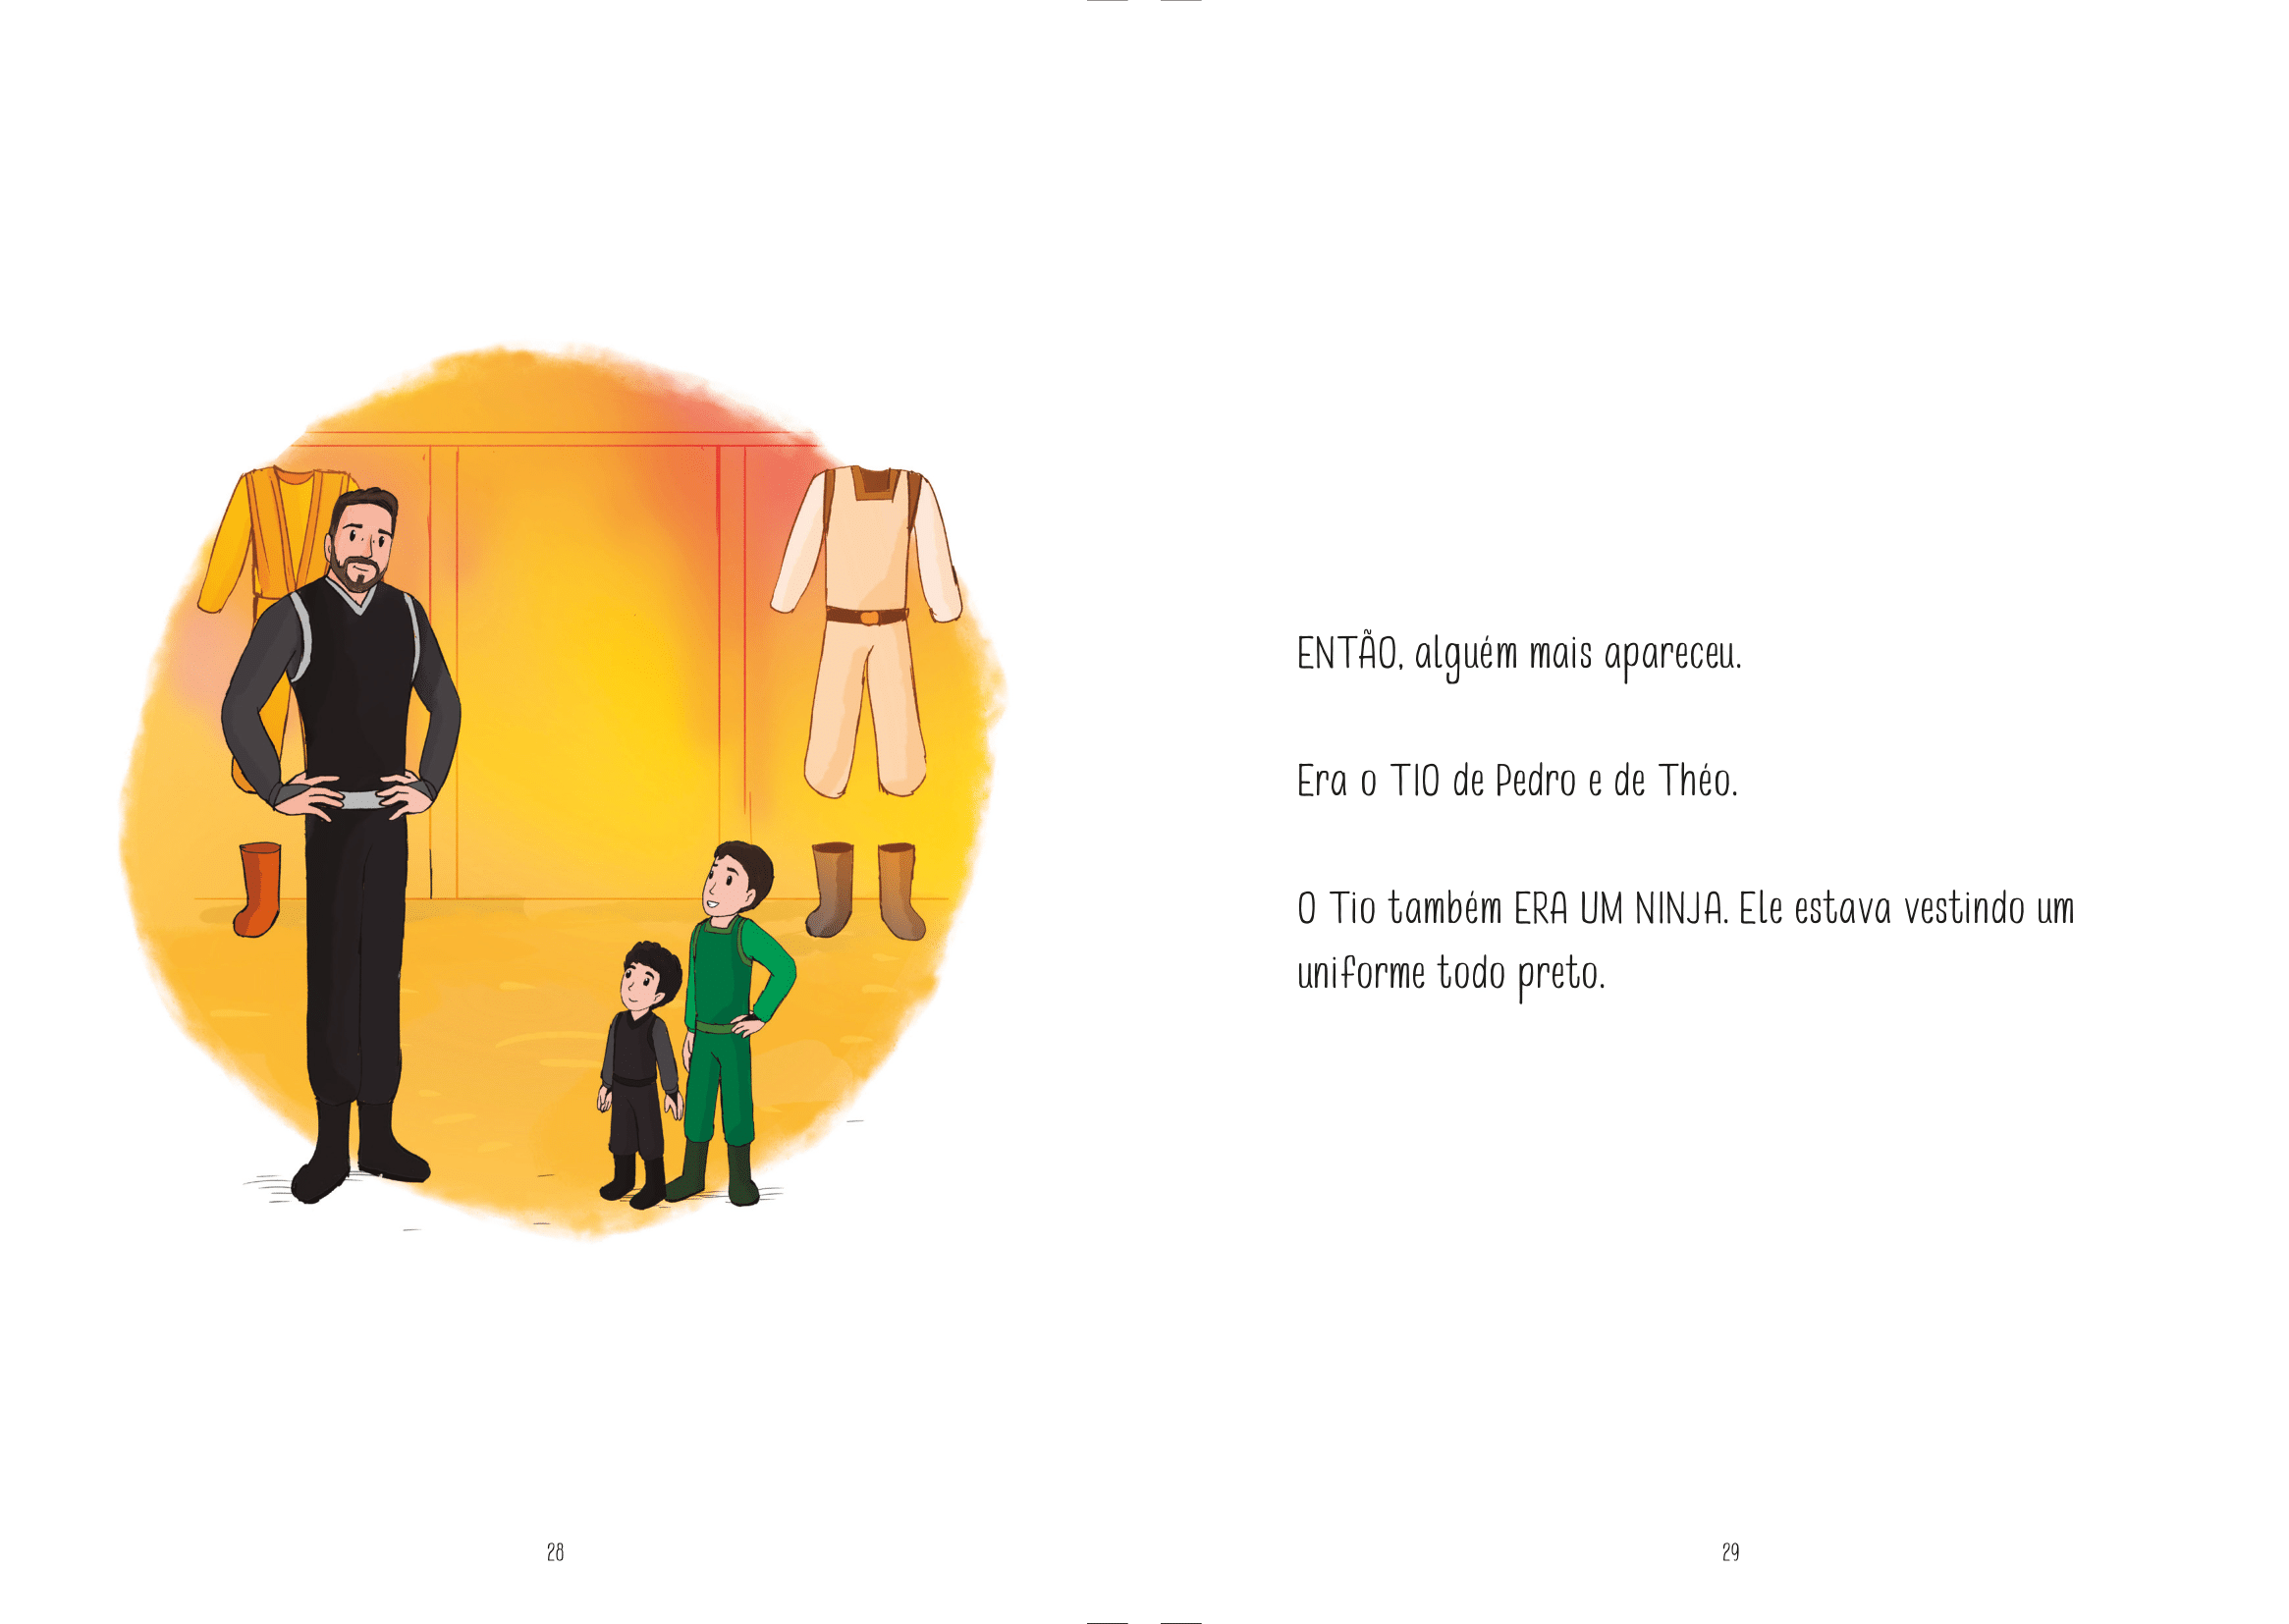 ENTÃO, alguém mais apareceu.
Era o TIO de Pedro e de Théo.
O Tio também ERA UM NINJA. Ele estava vestindo um
uniforme todo preto.
28
29